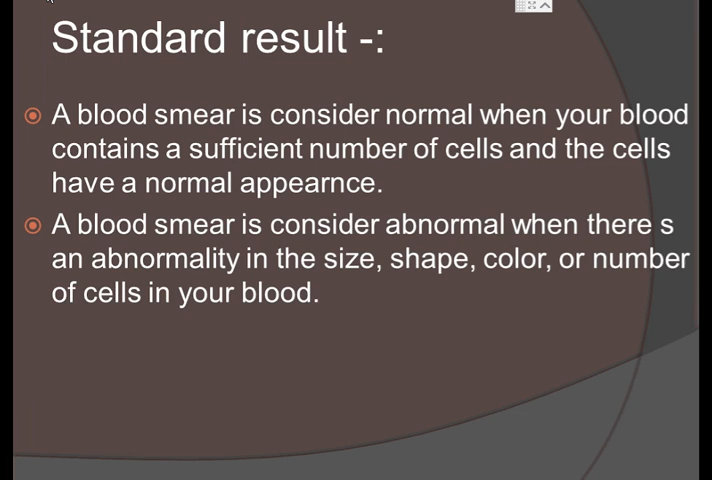 Standard result -:
A blood smear is consider normal when your blood
contains a sufficient number of cells and the cells
have a normal appearnce.
A blood smear is consider abnormal when there s
an abnormality in the size, shape, color, or number
of cells in your blood.